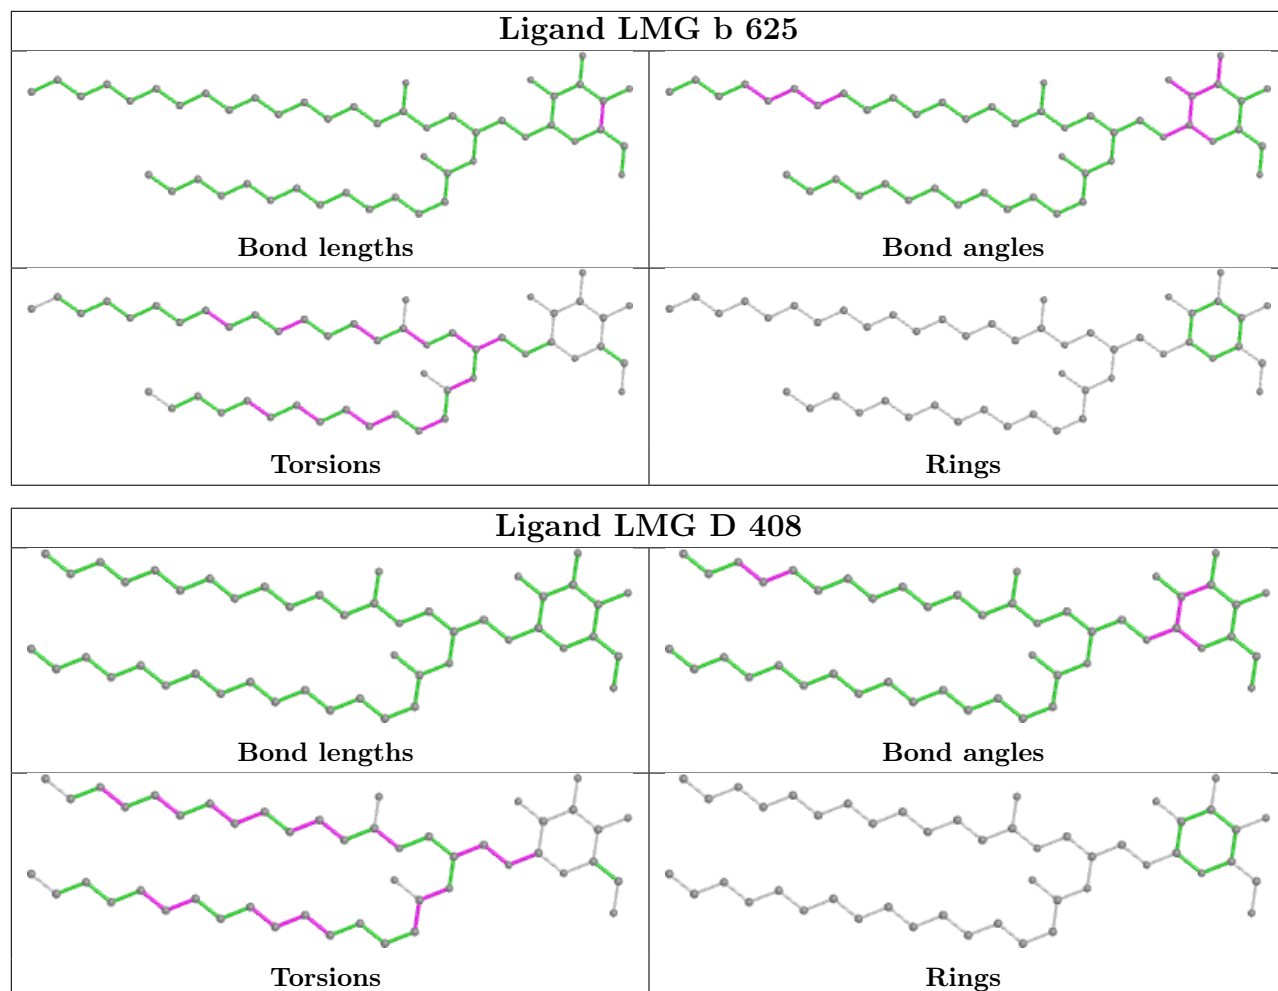 Ligand LMG b 625
Bond lengths
Bond angles
Torsions
Rings
Ligand LMG D 408
Bond lengths
Bond angles
Torsions
Rings